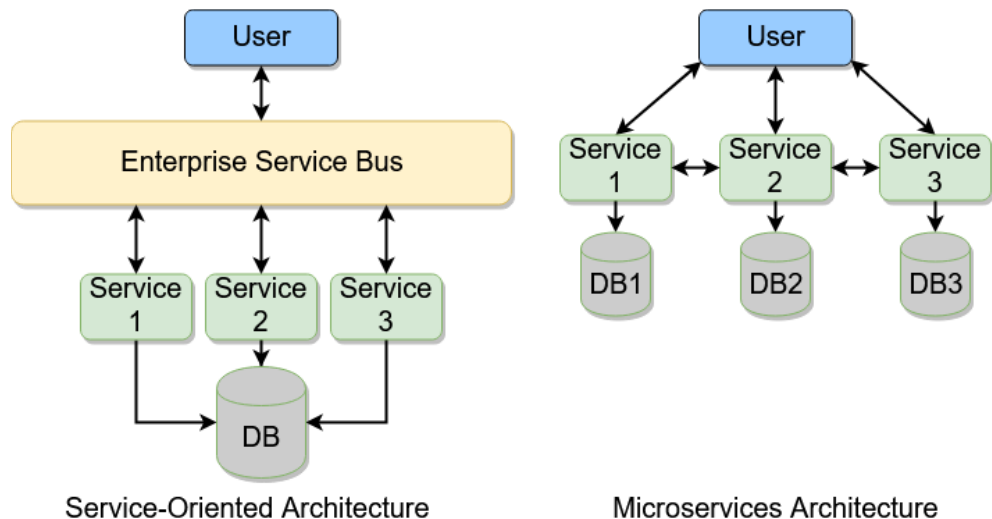 User
Enterprise Service Bus
Service
1
Service
2
Service
3
DB
Service-Oriented Architecture
User
Service
1
Service
2
Service
3
DB1
DB2
DB3
Microservices Architecture